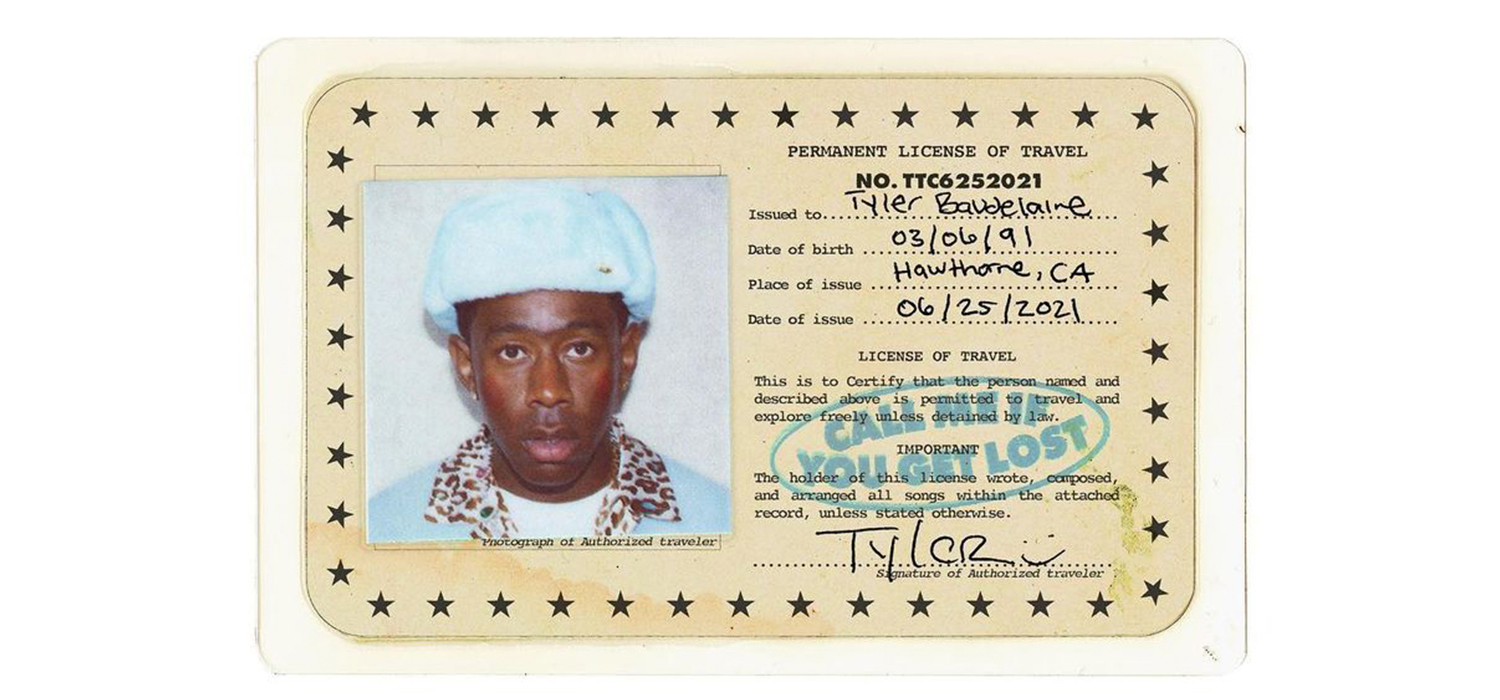 PERMANENT LICENSE OF TRAVEL
NO. TTC6252021
Issued to.... Tyler Baudelaire ....
Date of birth .... 03/06/91 ....
Place of issue .... Hawthorne, CA ....
Date of issue .... 06/25/2021 ....
LICENSE OF TRAVEL
This is to Certify that the person named and
described above is permitted to travel and
explore freely unless detained by law.
CALL ME IF
YOU GET LOST
IMPORTANT
The holder of this license wrote, composed,
and arranged all songs within the attached
record, unless stated otherwise.
Photograph of Authorized traveler
TylER
Signature of Authorized traveler